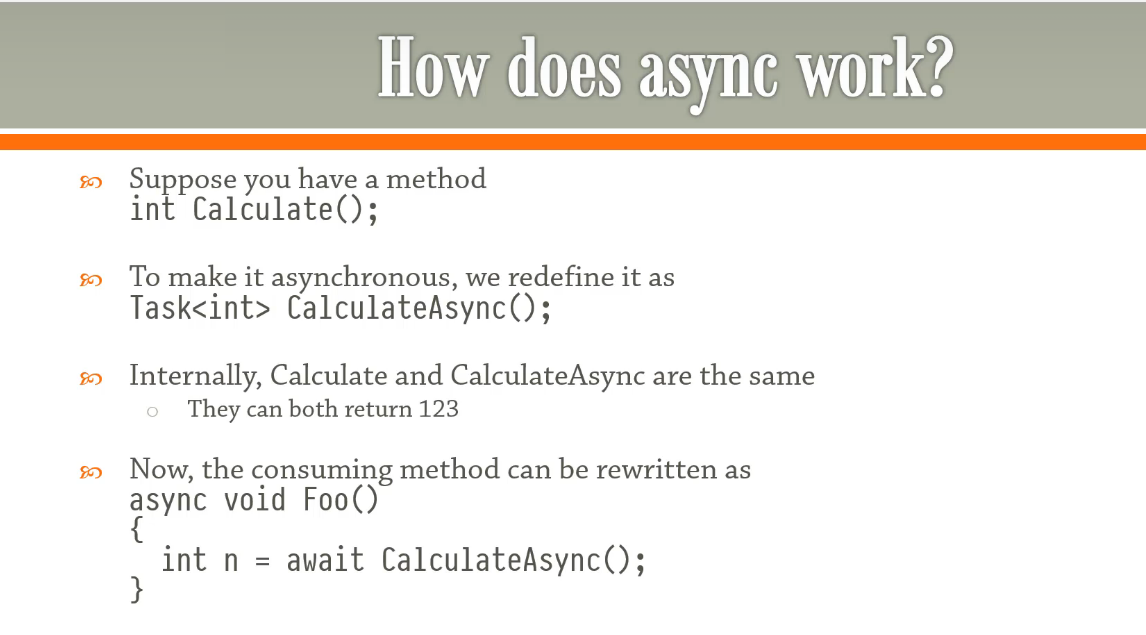 How does async work?
Suppose you have a method
int Calculate();
To make it asynchronous, we redefine it as
Task<int> CalculateAsync();
Internally, Calculate and CalculateAsync are the same
They can both return 123
Now, the consuming method can be rewritten as
async void Foo()
{
int n = await CalculateAsync();
}